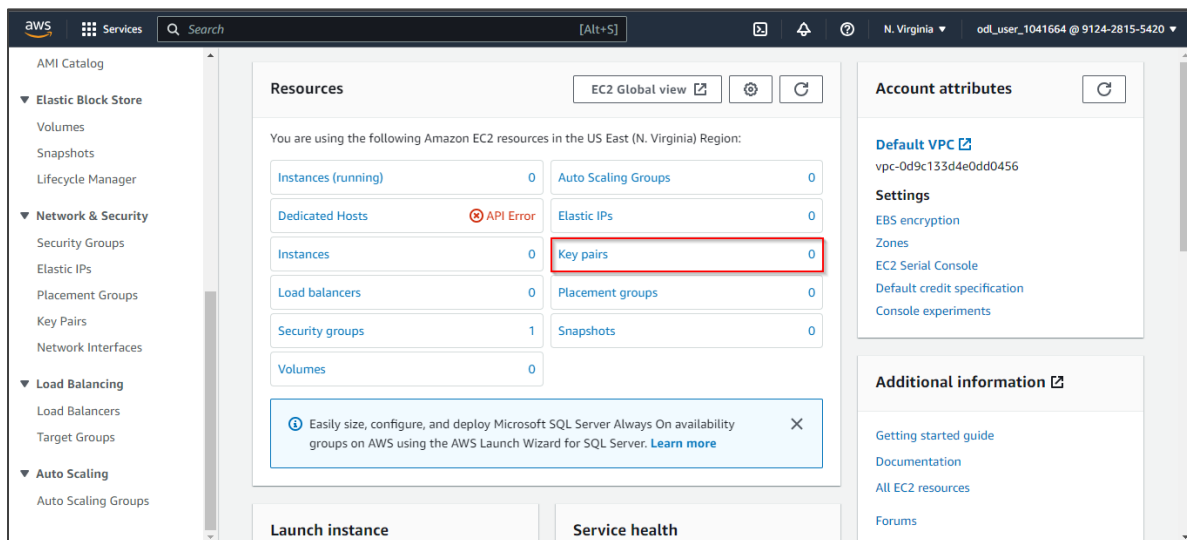 aws Services Search [Alt+S] N. Virginia ▼ odl_user_1041664 @ 9124-2815-5420 ▼
AMI Catalog
▼ Elastic Block Store
Volumes
Snapshots
Lifecycle Manager
▼ Network & Security
Security Groups
Elastic IPs
Placement Groups
Key Pairs
Network Interfaces
▼ Load Balancing
Load Balancers
Target Groups
▼ Auto Scaling
Auto Scaling Groups
Resources
EC2 Global view
You are using the following Amazon EC2 resources in the US East (N. Virginia) Region:
Instances (running) 0 Auto Scaling Groups 0
Dedicated Hosts API Error Elastic IPs 0
Instances 0 Key pairs 0
Load balancers 0 Placement groups 0
Security groups 1 Snapshots 0
Volumes 0
Easily size, configure, and deploy Microsoft SQL Server Always On availability
groups on AWS using the AWS Launch Wizard for SQL Server. Learn more
Launch instance
Service health
Account attributes
Default VPC
vpc-0d9c133d4e0dd0456
Settings
EBS encryption
Zones
EC2 Serial Console
Default credit specification
Console experiments
Additional information
Getting started guide
Documentation
All EC2 resources
Forums